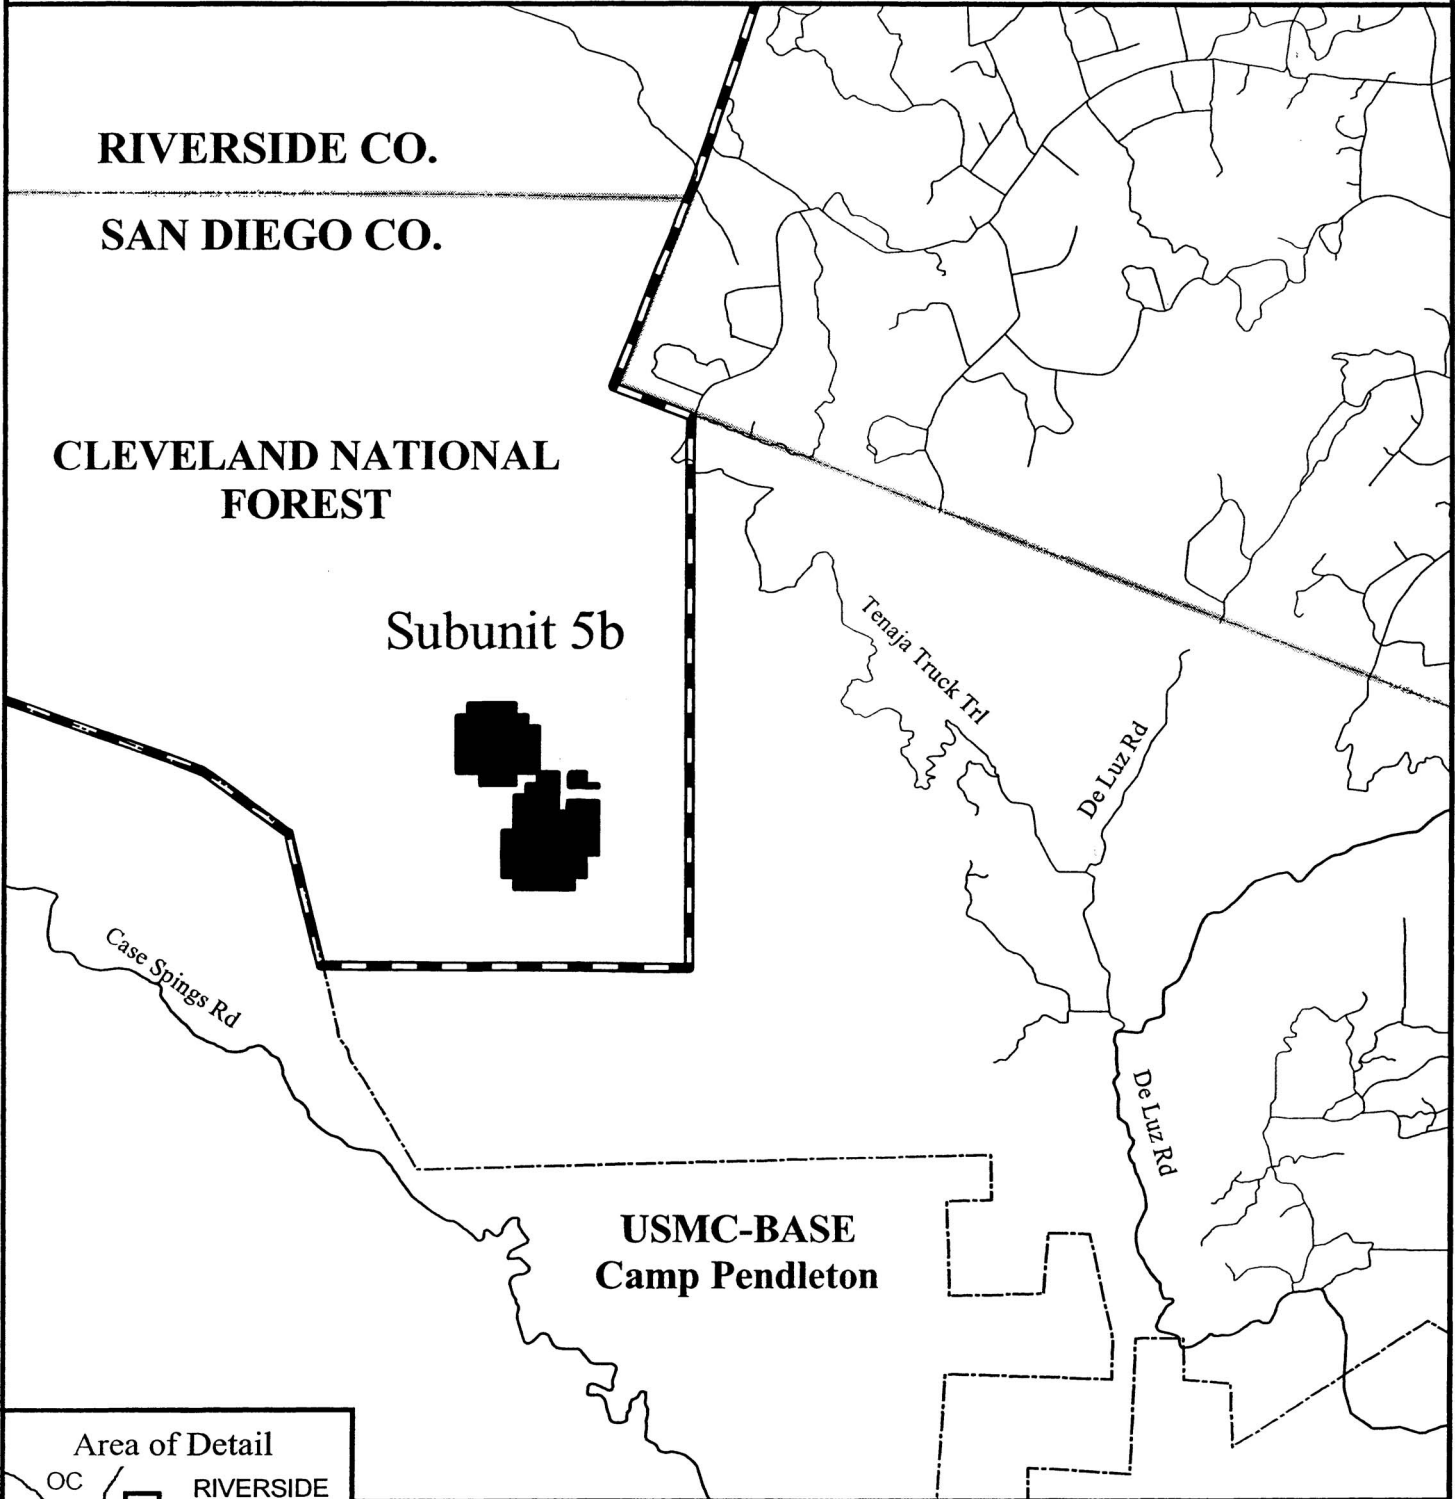 RIVERSIDE CO.
SAN DIEGO CO.
CLEVELAND NATIONAL
FOREST
Subunit 5b
Tenaja Truck Trl
De Luz Rd
Case Spings Rd
De Luz Rd
USMC-BASE
Camp Pendleton
Area of Detail
OC
RIVERSIDE